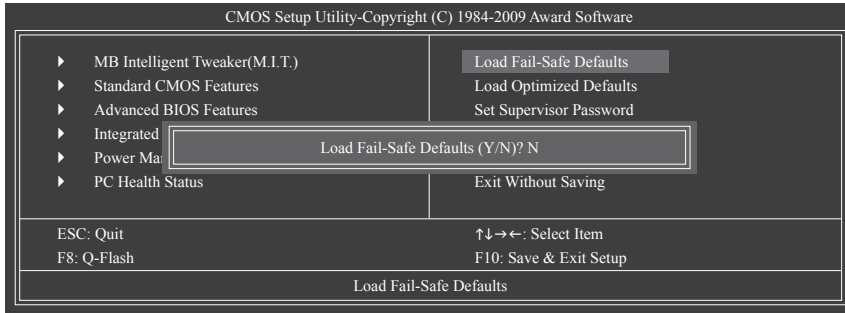 CMOS Setup Utility-Copyright (C) 1984-2009 Award Software
MB Intelligent Tweaker(M.I.T.)
Standard CMOS Features
Advanced BIOS Features
Integrated
Power Ma
PC Health Status
Load Fail-Safe Defaults
Load Optimized Defaults
Set Supervisor Password
Exit Without Saving
Load Fail-Safe Defaults (Y/N)? N
ESC: Quit
F8: Q-Flash
↑↓→←: Select Item
F10: Save & Exit Setup
Load Fail-Safe Defaults